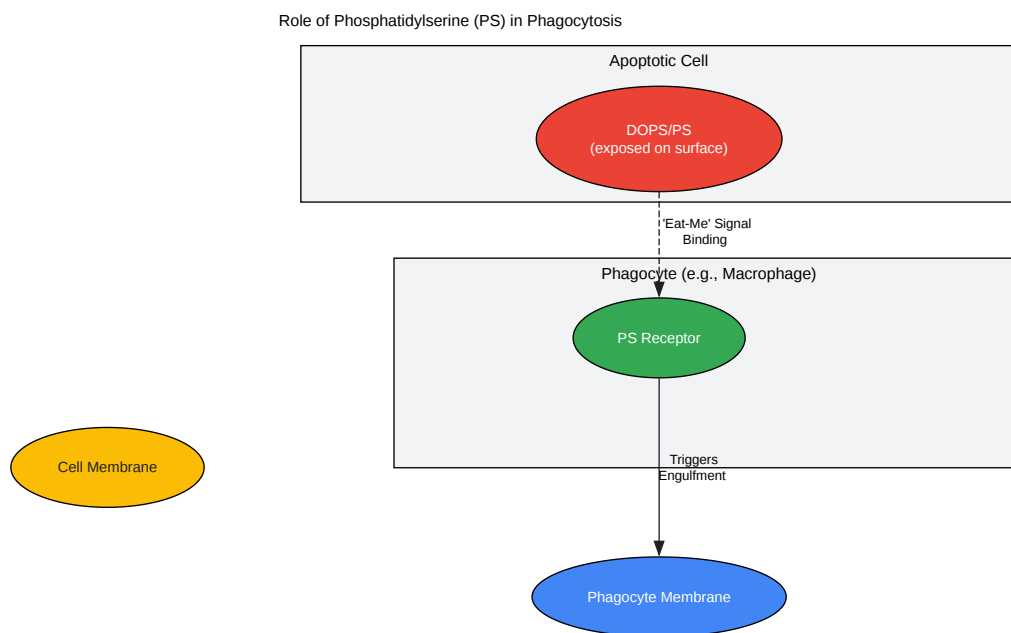 Role of Phosphatidylserine (PS) in Phagocytosis
Apoptotic Cell
DOPS/PS
(exposed on surface)
'Eat-Me' Signal
Binding
Phagocyte (e.g., Macrophage)
PS Receptor
Triggers
Engulfment
Cell Membrane
Phagocyte Membrane